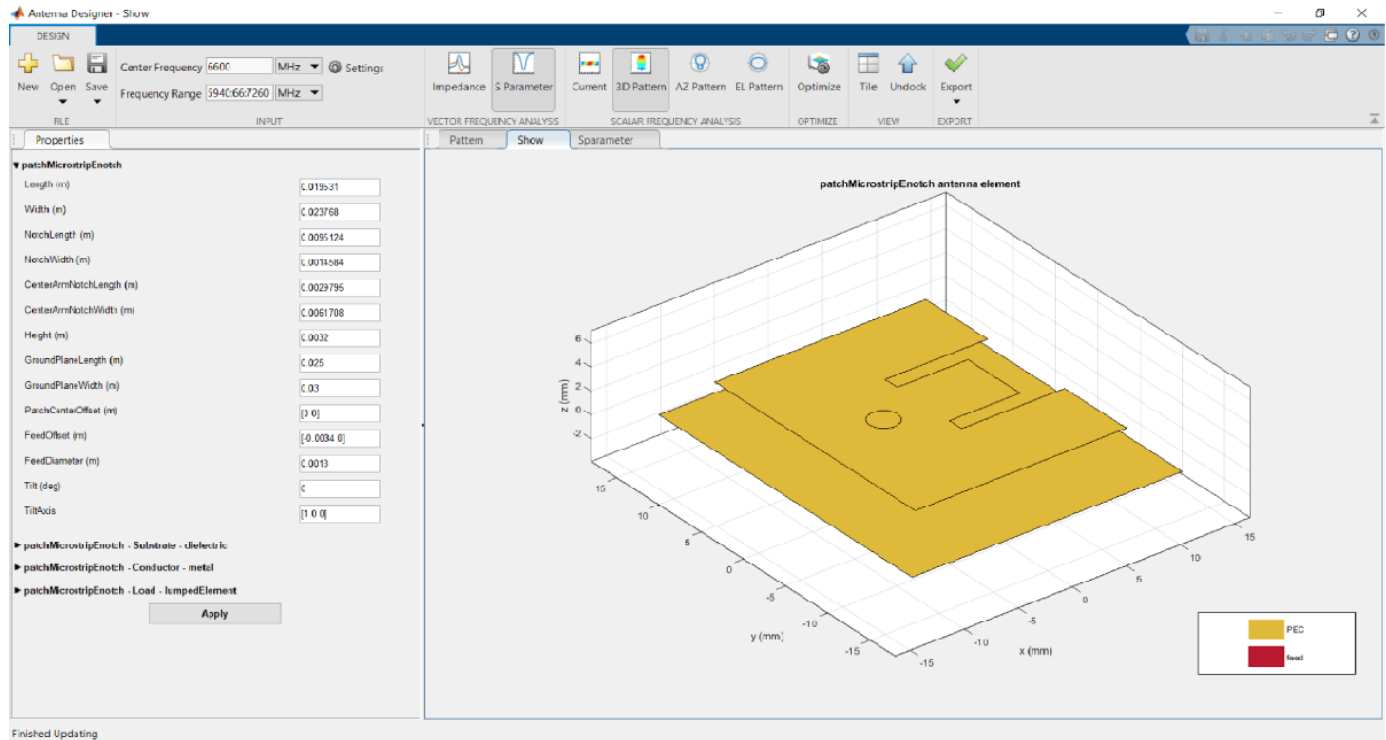 Antenna Designer - Show
DESIGN
New Open Save
Center Frequency 6600 MHz Settings
Frequency Range 5940:66:7260 MHz
Impedance S Parameter Current 3D Pattern AZ Pattern EL Pattern Optimize Tile Undock Export
FILE INPUT VECTOR FREQUENCY ANALYSIS SCALAR FREQUENCY ANALYSIS OPTIMIZE VIEW EXPORT
Properties
Pattern Show Sparameter
patchMicrostripEnotch
Length (m) 0.019531
Width (m) 0.023768
NotchLength (m) 0.0095124
NotchWidth (m) 0.0014584
CenterArmNotchLength (m) 0.0029795
CenterArmNotchWidth (m) 0.0061708
Height (m) 0.0032
GroundPlaneLength (m) 0.025
GroundPlaneWidth (m) 0.03
PatchCenterOffset (m) [0 0]
FeedOffset (m) [-0.0034 0]
FeedDiameter (m) 0.0013
Tilt (deg) 0
TiltAxis [1 0 0]
patchMicrostripEnotch - Substrate - dielectric
patchMicrostripEnotch - Conductor - metal
patchMicrostripEnotch - Load - lumpedElement
Apply
patchMicrostripEnotch antenna element
z (mm)
6
4
2
0
-2
15
10
5
0
-5
-10
-15
y (mm)
-15
-10
-5
0
5
10
15
x (mm)
PEC
feed
Finished Updating